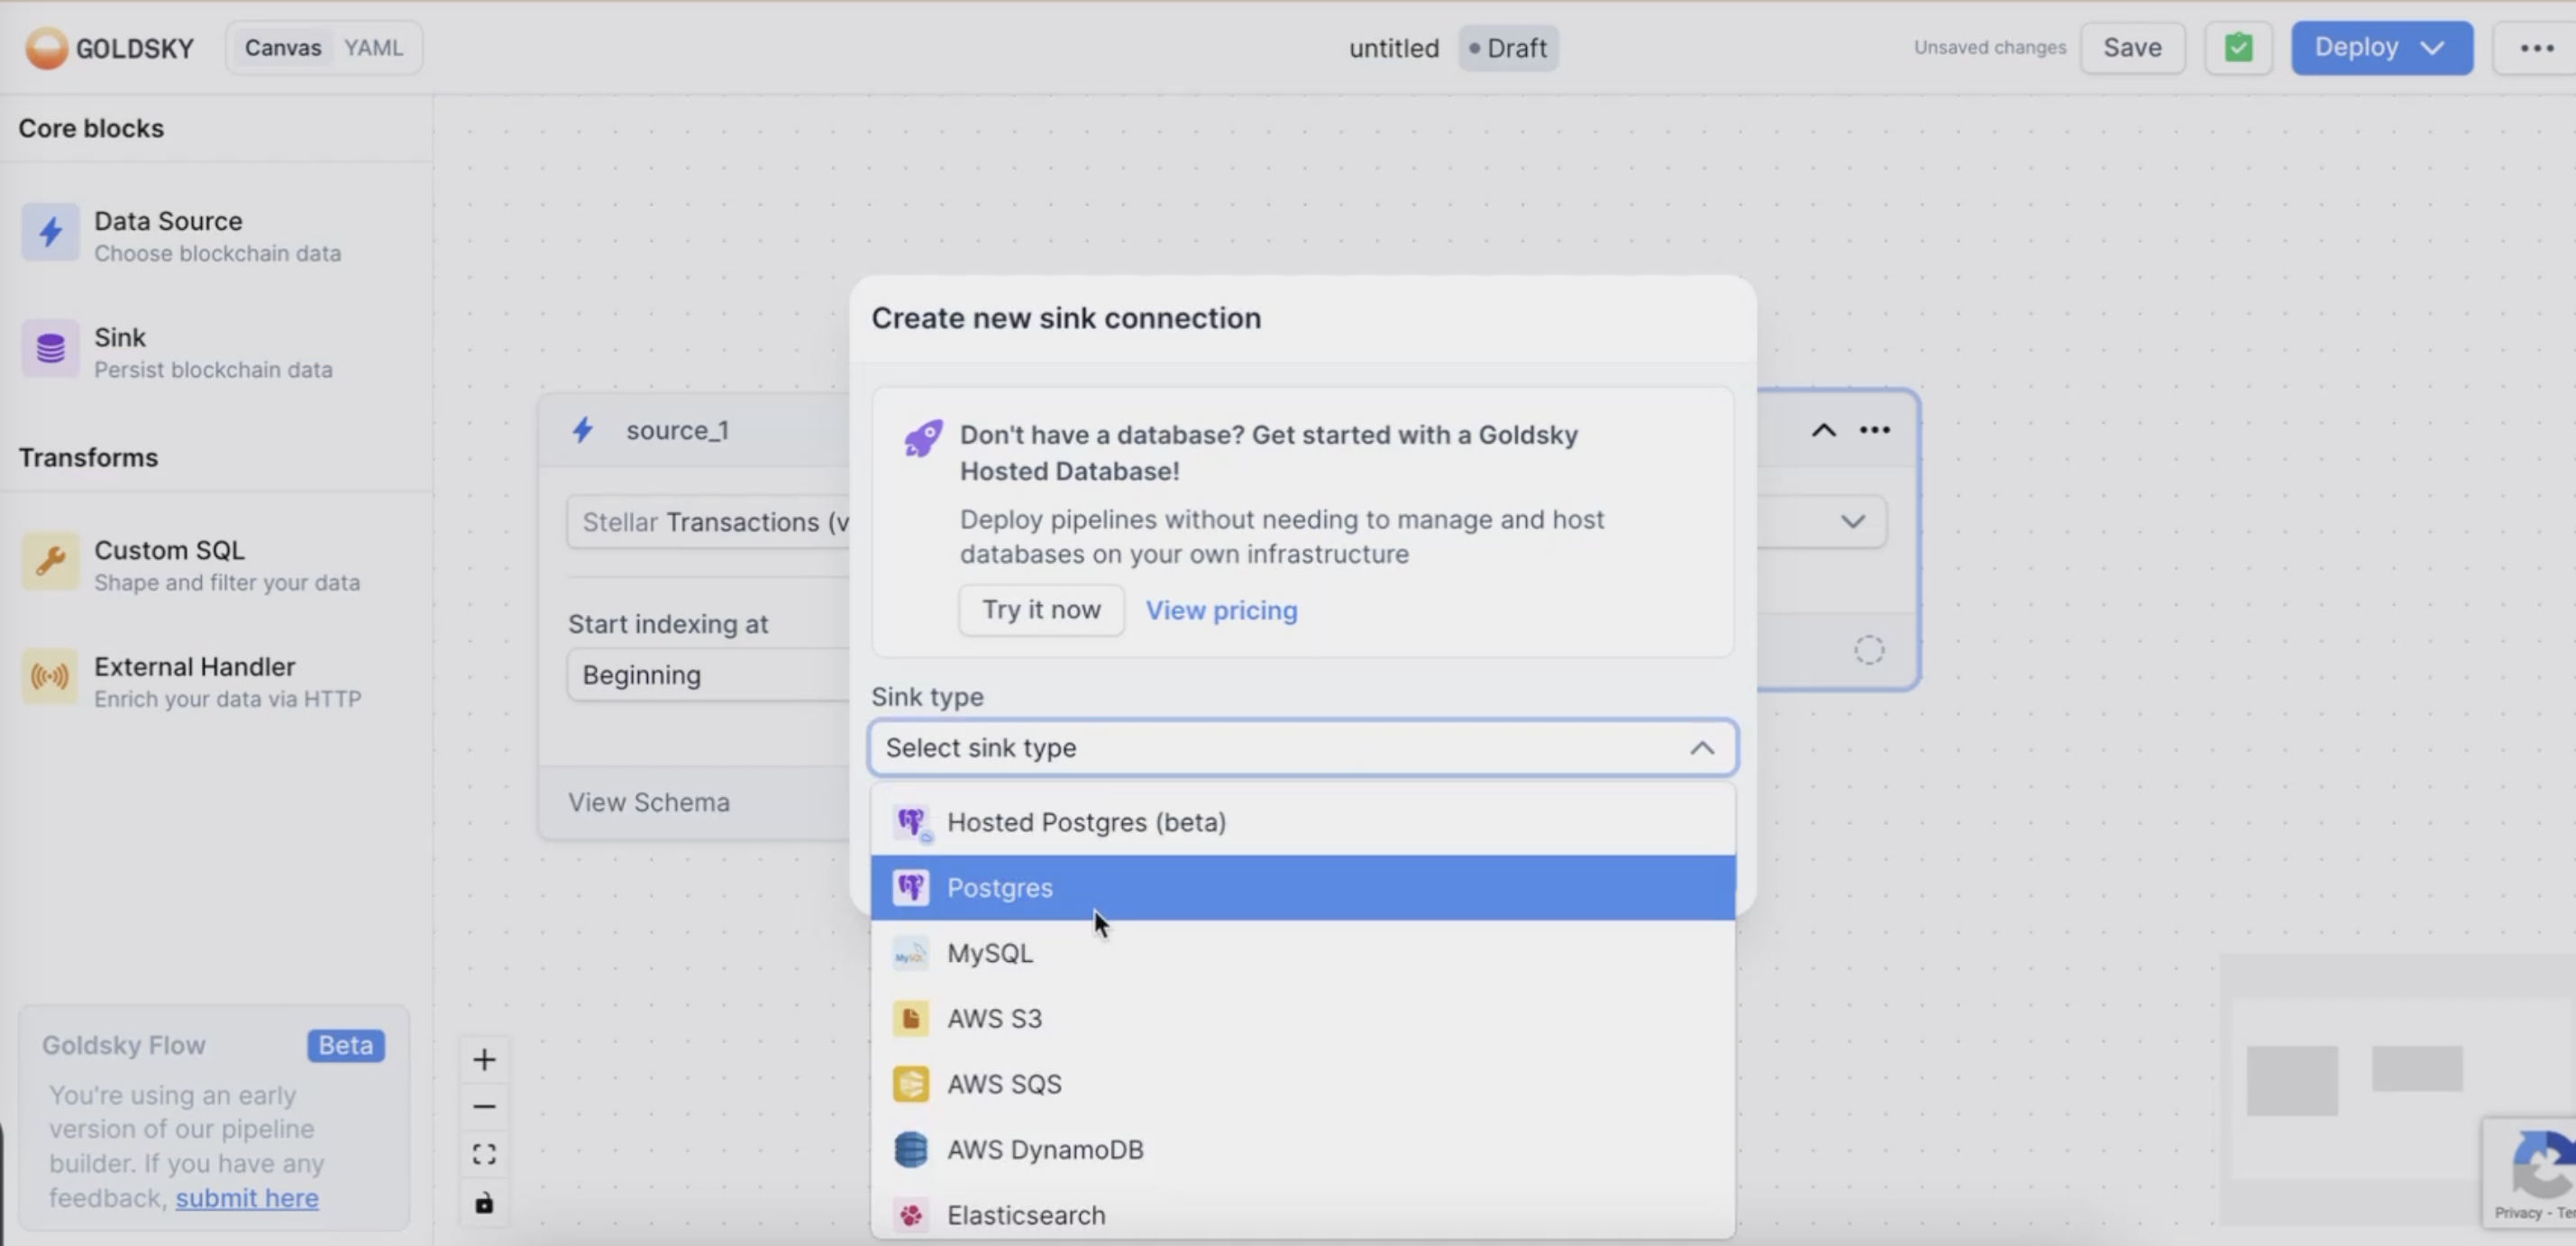 GOLDSKY
Canvas
YAML
untitled
Draft
Unsaved changes
Save
Deploy
Core blocks
Data Source
Choose blockchain data
Sink
Persist blockchain data
Transforms
Custom SQL
Shape and filter your data
External Handler
Enrich your data via HTTP
Goldsky Flow
Beta
You're using an early
version of our pipeline
builder. If you have any
feedback, submit here
source_1
Stellar Transactions (v
Start indexing at
Beginning
View Schema
Create new sink connection
Don't have a database? Get started with a Goldsky
Hosted Database!
Deploy pipelines without needing to manage and host
databases on your own infrastructure
Try it now
View pricing
Sink type
Select sink type
Hosted Postgres (beta)
Postgres
MySQL
MySQL
AWS S3
AWS SQS
AWS DynamoDB
Elasticsearch
Privacy - Ter